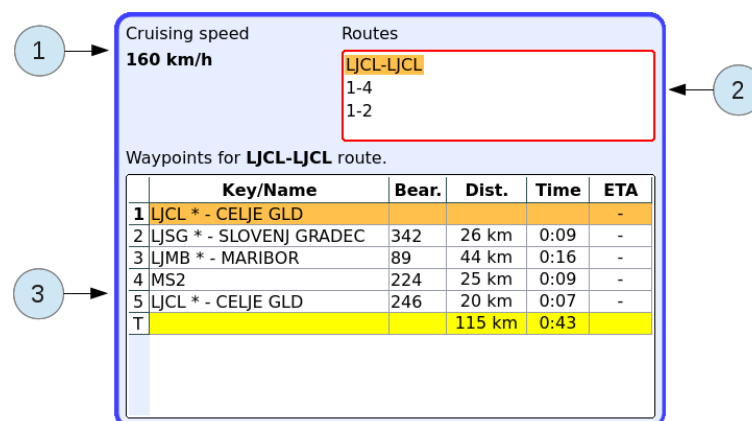 Cruising speed
160 km/h
Routes
LJCL-LJCL
1-4
1-2
1
2
Waypoints for LJCL-LJCL route.
Key/Name Bear. Dist. Time ETA
1 LJCL * - CELJE GLD -
2 LJSG * - SLOVENJ GRADEC 342 26 km 0:09 -
3 LJMB * - MARIBOR 89 44 km 0:16 -
4 MS2 224 25 km 0:09 -
5 LJCL * - CELJE GLD 246 20 km 0:07 -
T 115 km 0:43
3